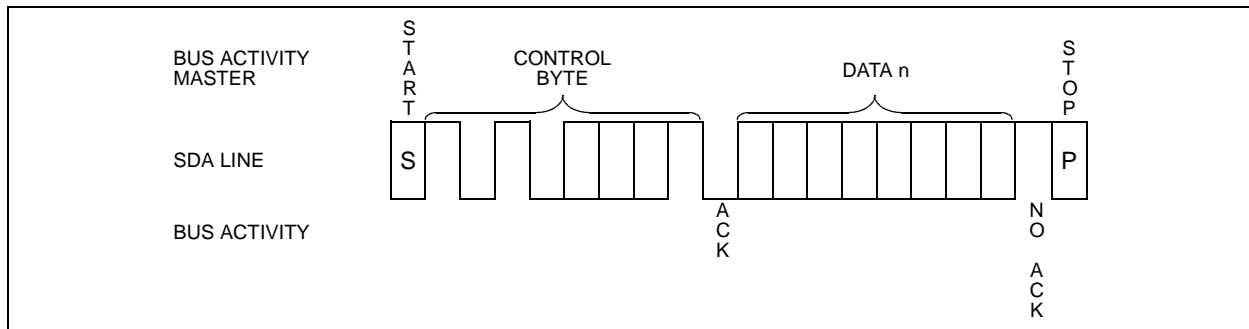 BUS ACTIVITY
MASTER
START
CONTROL
BYTE
DATA n
STOP
SDA LINE
S
P
BUS ACTIVITY
ACK
NO ACK